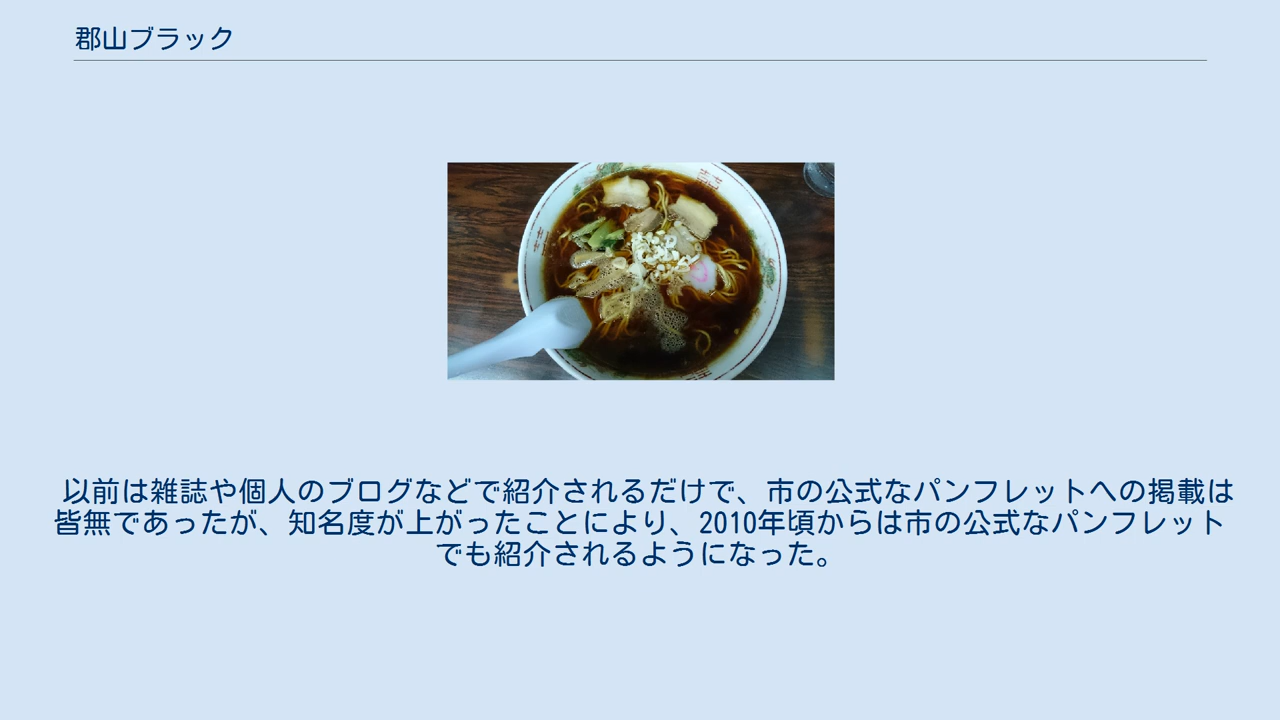 郡山ブラック
以前は雑誌や個人のブログなどで紹介されるだけで、市の公式なパンフレットへの掲載は
皆無であったが、知名度が上がったことにより、2010年頃からは市の公式なパンフレット
でも紹介されるようになった。